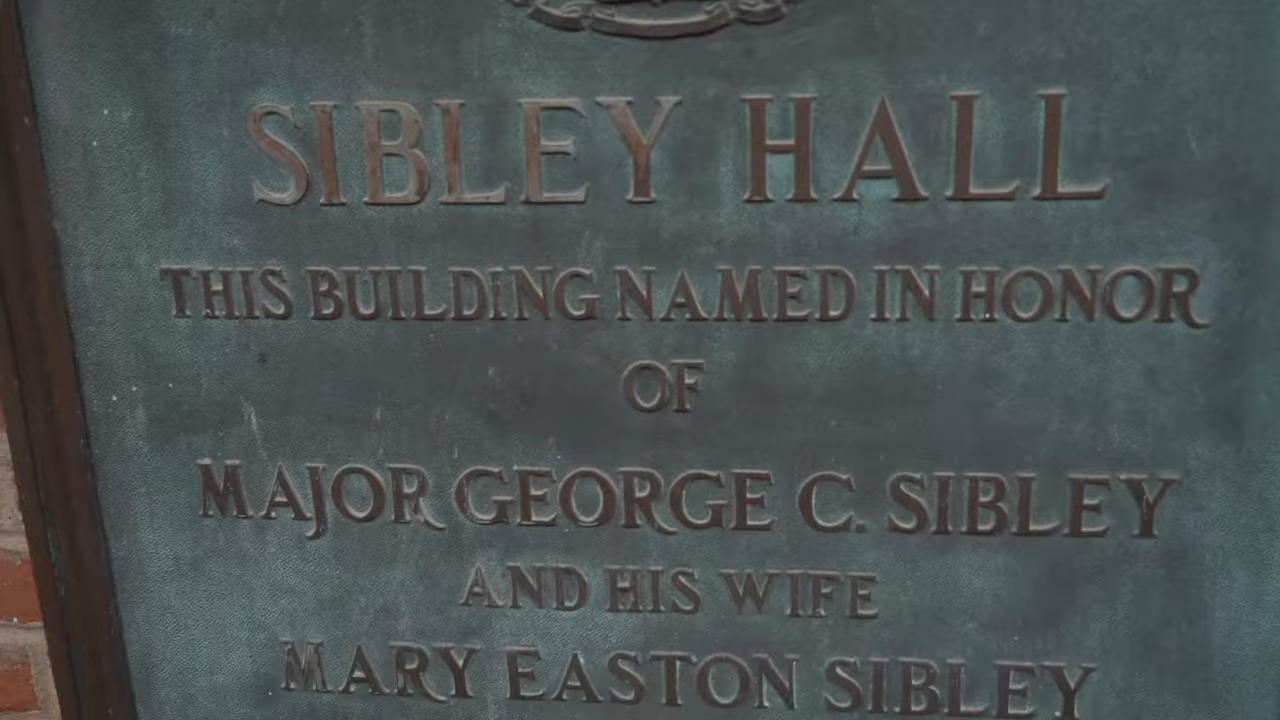 SIBLEY HALL
THIS BUILDING NAMED IN HONOR
OF
MAJOR GEORGE C. SIBLEY
AND HIS WIFE
MARY EASTON SIBLEY